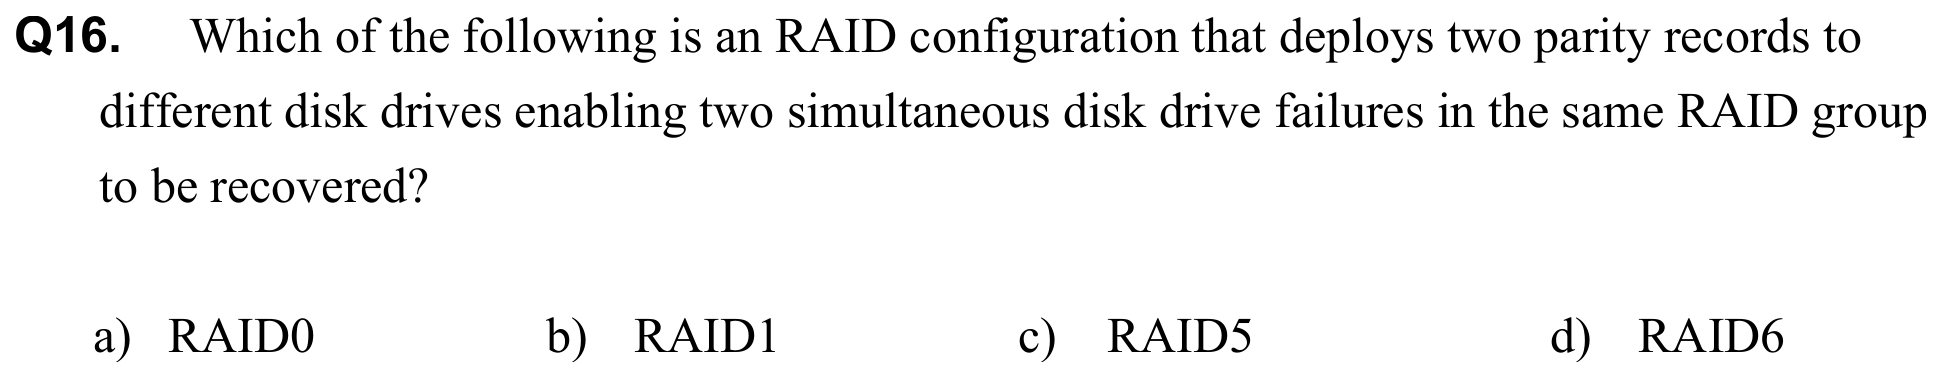 Q16. Which of the following is an RAID configuration that deploys two parity records to
different disk drives enabling two simultaneous disk drive failures in the same RAID group
to be recovered?
a) RAID0 b) RAID1 c) RAID5 d) RAID6